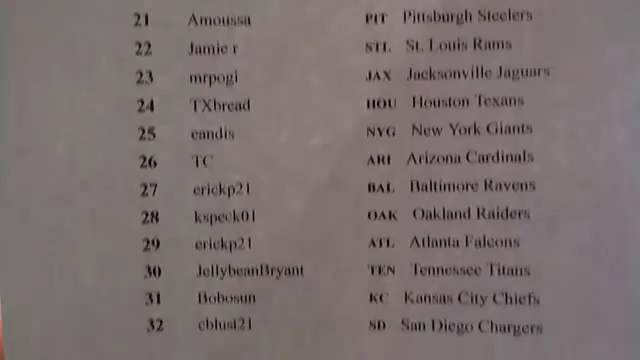 21 Amoussa PIT Pittsburgh Steelers
22 Jamie r STL St. Louis Rams
23 mrpogi JAX Jacksonville Jaguars
24 TXbread HOU Houston Texans
25 candis NYG New York Giants
26 TC ARI Arizona Cardinals
27 erickp21 BAL Baltimore Ravens
28 kspeck01 OAK Oakland Raiders
29 erickp21 ATL Atlanta Falcons
30 JellybeanBryant TEN Tennessee Titans
31 Bobosun KC Kansas City Chiefs
32 cblust21 SD San Diego Chargers